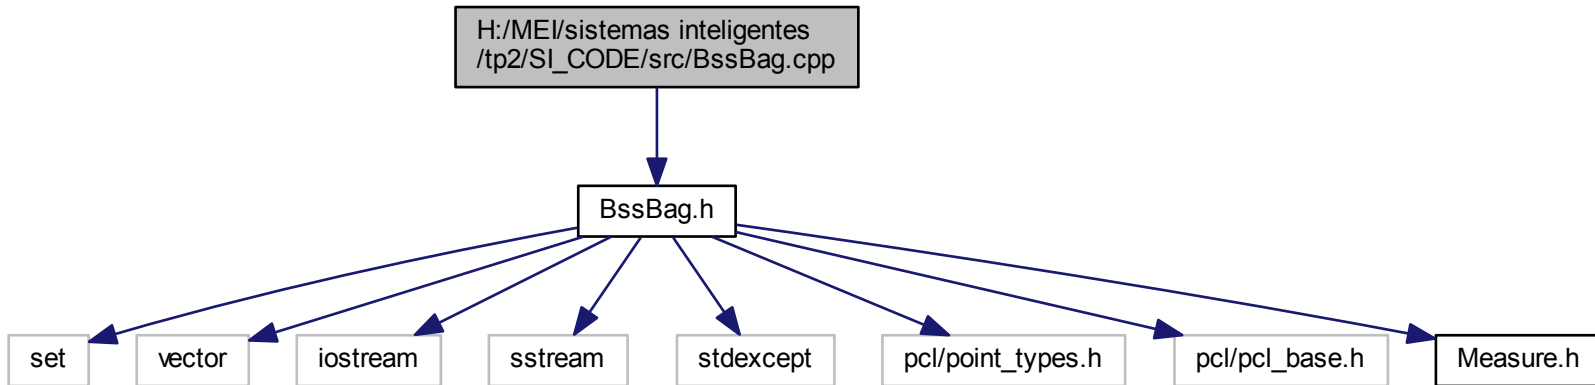 H:/MEI/sistemas inteligentes
/tp2/SI_CODE/src/BssBag.cpp
BssBag.h
set
vector
iostream
sstream
stdexcept
pcl/point_types.h
pcl/pcl_base.h
Measure.h